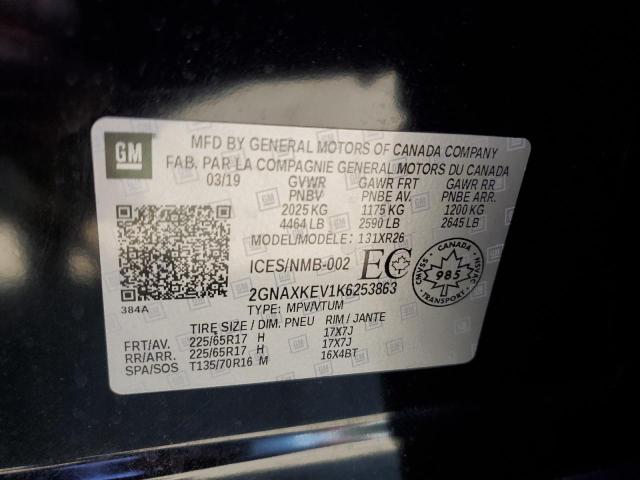 GM
MFD BY GENERAL MOTORS OF CANADA COMPANY
FAB. PAR LA COMPAGNIE GENERAL MOTORS DU CANADA
03/19 GVWR GAWR FRT GAWR RR
PNBV PNBE AV. PNBE ARR.
2025 KG 1175 KG 1200 KG
4464 LB 2590 LB 2645 LB
MODEL/MODELE: 131XR26
ICES/NMB-002 EC
CANADA
CMVSS 985 NSVAC
TRANSPORT
384A
2GNAXKEV1K6253863
TYPE: MPV/VTUM
TIRE SIZE / DIM. PNEU RIM / JANTE
FRT/AV. 225/65R17 H 17X7J
RR/ARR. 225/65R17 H 17X7J
SPA/SOS T135/70R16 M 16X4BT